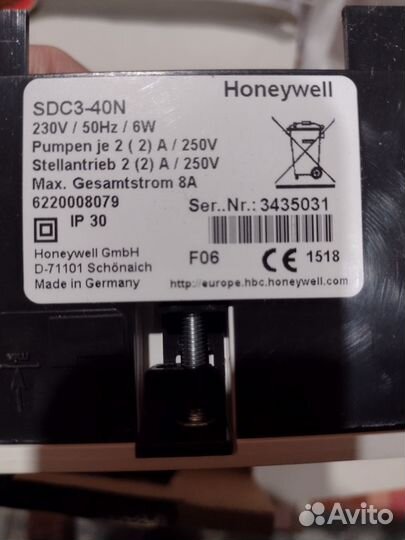 Honeywell
SDC3-40N
230V / 50Hz / 6W
Pumpen je 2 ( 2) A / 250V
Stellantrieb 2 (2) A / 250V
Max. Gesamtstrom 8A
6220008079
Ser..Nr.: 3435031
IP 30
Honeywell GmbH
D-71101 Schönaich
Made in Germany
F06
CE 1518
http://europe.hbc.honeywell.com
Avito